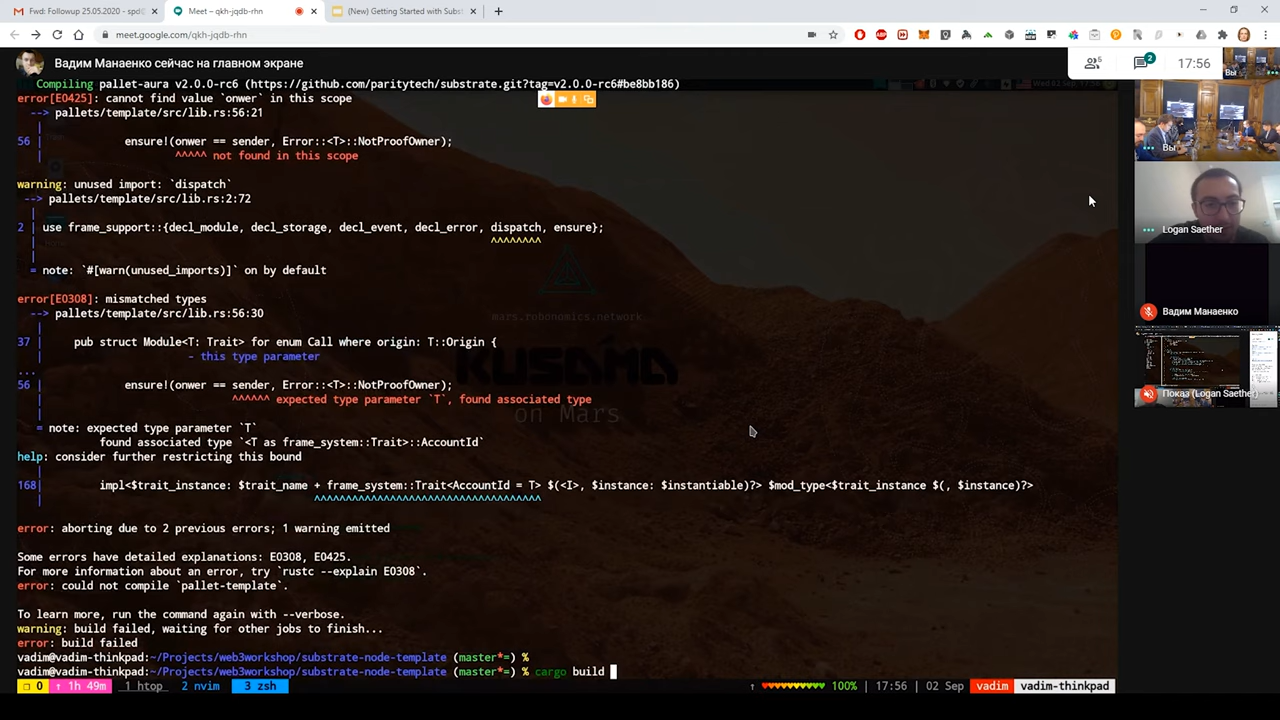 Fwd: Followup 25.05.2020 - spd@
Meet – qkh-jqdb-rhn
(New) Getting Started with Subst
meet.google.com/qkh-jqdb-rhn
Вадим Манаенко сейчас на главном экране
6
2
17:56
Вы
Вы
Logan Saether
Вадим Манаенко
Показ (Logan Saether)
Compiling pallet-aura v2.0.0-rc6 (https://github.com/paritytech/substrate.git?tag=v2.0.0-rc6#be8bb186)
error[E0425]: cannot find value `onwer` in this scope
--> pallets/template/src/lib.rs:56:21
|
56 | ensure!(onwer == sender, Error::<T>::NotProofOwner);
| ^^^^^ not found in this scope
warning: unused import: `dispatch`
--> pallets/template/src/lib.rs:2:72
|
2 | use frame_support::{decl_module, decl_storage, decl_event, decl_error, dispatch, ensure};
| ^^^^^^^^
|
= note: `#[warn(unused_imports)]` on by default
error[E0308]: mismatched types
--> pallets/template/src/lib.rs:56:30
|
37 | pub struct Module<T: Trait> for enum Call where origin: T::Origin {
| - this type parameter
...
56 | ensure!(onwer == sender, Error::<T>::NotProofOwner);
| ^^^^^^ expected type parameter `T`, found associated type
|
= note: expected type parameter `T`
found associated type `<T as frame_system::Trait>::AccountId`
help: consider further restricting this bound
|
168| impl<$trait_instance: $trait_name + frame_system::Trait<AccountId = T> $(<I>, $instance: $instantiable)?> $mod_type<$trait_instance $(, $instance)?>
| ^^^^^^^^^^^^^^^^^^^^^^^^^^^^^^^^^^
error: aborting due to 2 previous errors; 1 warning emitted
Some errors have detailed explanations: E0308, E0425.
For more information about an error, try `rustc --explain E0308`.
error: could not compile `pallet-template`.
To learn more, run the command again with --verbose.
warning: build failed, waiting for other jobs to finish...
error: build failed
vadim@vadim-thinkpad:~/Projects/web3workshop/substrate-node-template (master*=) %
vadim@vadim-thinkpad:~/Projects/web3workshop/substrate-node-template (master*=) % cargo build
mars.robonomics.network
KUSAMA
on Mars
0 ↑ 1h 49m 1 htop 2 nvim 3 zsh ↑ 100% | 17:56 | 02 Sep vadim vadim-thinkpad